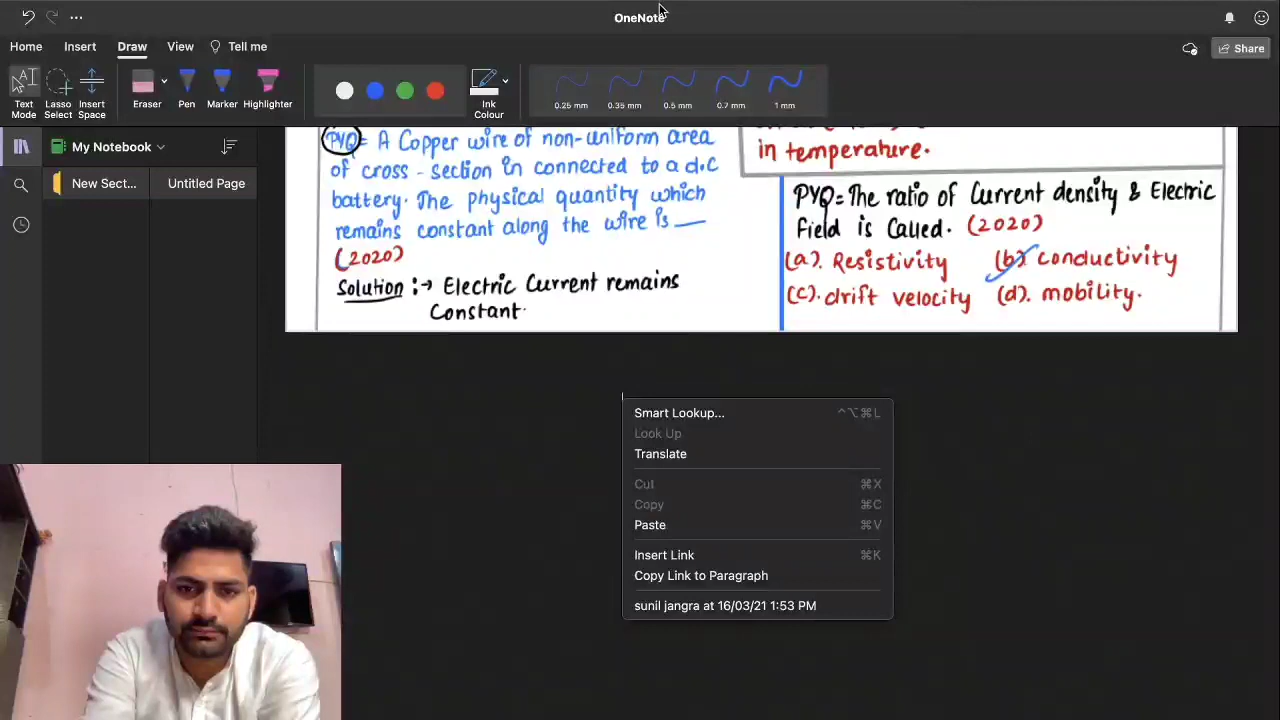 OneNote
Home
Insert
Draw
View
Tell me
Share
Text Mode
Lasso Select
Insert Space
Eraser
Pen
Marker
Highlighter
Ink Colour
0.25 mm
0.35 mm
0.5 mm
0.7 mm
1 mm
My Notebook
New Sect...
Untitled Page
PYQ = A Copper wire of non-uniform area
of cross - section in connected to a d.c
battery. The physical quantity which
remains constant along the wire is __
(2020)
Solution :→ Electric Current remains
Constant.
in temperature.
PYQ = The ratio of Current density & Electric
Field is Called. (2020)
(a). Resistivity (b) conductivity
(c). drift velocity (d). mobility.
Smart Lookup... ^⌥⌘L
Look Up
Translate
Cut ⌘X
Copy ⌘C
Paste ⌘V
Insert Link ⌘K
Copy Link to Paragraph
sunil jangra at 16/03/21 1:53 PM